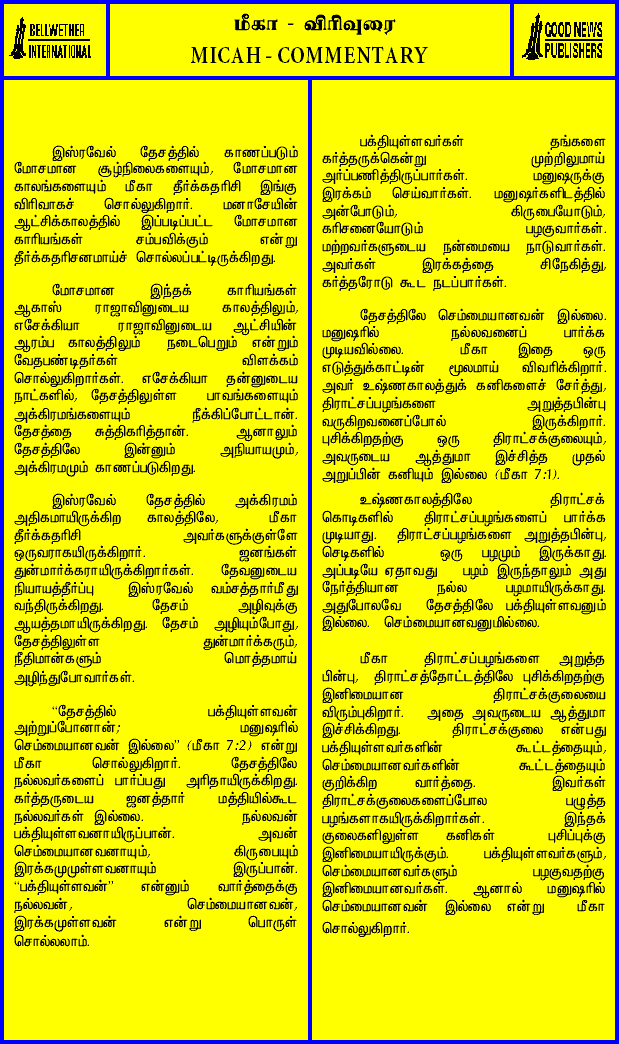 BELLWETHER
INTERNATIONAL
மீகா - விரிவுரை
MICAH - COMMENTARY
GOOD NEWS
PUBLISHERS
இஸ்ரவேல் தேசத்தில் காணப்படும்
மோசமான சூழ்நிலைகளையும், மோசமான
காலங்களையும் மீகா தீர்க்கதரிசி இங்கு
விரிவாகச் சொல்லுகிறார். மனாசேயின்
ஆட்சிக்காலத்தில் இப்படிப்பட்ட மோசமான
காரியங்கள் சம்பவிக்கும் என்று
தீர்க்கதரிசனமாய்ச் சொல்லப்பட்டிருக்கிறது.
மோசமான இந்தக் காரியங்கள்
ஆகாஸ் ராஜாவினுடைய காலத்திலும்,
எசேக்கியா ராஜாவினுடைய ஆட்சியின்
ஆரம்ப காலத்திலும் நடைபெறும் என்றும்
வேதபண்டிதர்கள் விளக்கம்
சொல்லுகிறார்கள். எசேக்கியா தன்னுடைய
நாட்களில், தேசத்திலுள்ள பாவங்களையும்
அக்கிரமங்களையும் நீக்கிப்போட்டான்.
தேசத்தை சுத்திகரித்தான். ஆனாலும்
தேசத்திலே இன்னும் அநியாயமும்,
அக்கிரமமும் காணப்படுகிறது.
இஸ்ரவேல் தேசத்தில் அக்கிரமம்
அதிகமாயிருக்கிற காலத்திலே, மீகா
தீர்க்கதரிசி அவர்களுக்குள்ளே
ஒருவராகயிருக்கிறார். ஜனங்கள்
துன்மார்க்கராயிருக்கிறார்கள். தேவனுடைய
நியாயத்தீர்ப்பு இஸ்ரவேல் வம்சத்தார்மீது
வந்திருக்கிறது. தேசம் அழிவுக்கு
ஆயத்தமாயிருக்கிறது. தேசம் அழியும்போது,
தேசத்திலுள்ள துன்மார்க்கரும்,
நீதிமான்களும் மொத்தமாய்
அழிந்துபோவார்கள்.
“தேசத்தில் பக்தியுள்ளவன்
அற்றுப்போனான்; மனுஷரில்
செம்மையானவன் இல்லை” (மீகா 7:2) என்று
மீகா சொல்லுகிறார். தேசத்திலே
நல்லவர்களைப் பார்ப்பது அரிதாயிருக்கிறது.
கர்த்தருடைய ஜனத்தார் மத்தியில்கூட
நல்லவர்கள் இல்லை. நல்லவன்
பக்தியுள்ளவனாயிருப்பான். அவன்
செம்மையானவனாயும், கிருபையும்
இரக்கமுமுள்ளவனாயும் இருப்பான்.
“பக்தியுள்ளவன்” என்னும் வார்த்தைக்கு
நல்லவன், செம்மையானவன்,
இரக்கமுள்ளவன் என்று பொருள்
சொல்லலாம்.
பக்தியுள்ளவர்கள் தங்களை
கர்த்தருக்கென்று முற்றிலுமாய்
அர்ப்பணித்திருப்பார்கள். மனுஷருக்கு
இரக்கம் செய்வார்கள். மனுஷர்களிடத்தில்
அன்போடும், கிருபையோடும்,
கரிசனையோடும் பழகுவார்கள்.
மற்றவர்களுடைய நன்மையை நாடுவார்கள்.
அவர்கள் இரக்கத்தை சிநேகித்து,
கர்த்தரோடு கூட நடப்பார்கள்.
தேசத்திலே செம்மையானவன் இல்லை.
மனுஷரில் நல்லவனைப் பார்க்க
முடியவில்லை. மீகா இதை ஒரு
எடுத்துக்காட்டின் மூலமாய் விவரிக்கிறார்.
அவர் உஷ்ணகாலத்துக் கனிகளைச் சேர்த்து,
திராட்சப்பழங்களை அறுத்தபின்பு
வருகிறவனைப்போல் இருக்கிறார்.
புசிக்கிறதற்கு ஒரு திராட்சக்குலையும்,
அவருடைய ஆத்துமா இச்சித்த முதல்
அறுப்பின் கனியும் இல்லை (மீகா 7:1).
உஷ்ணகாலத்திலே திராட்சக்
கொடிகளில் திராட்சப்பழங்களைப் பார்க்க
முடியாது. திராட்சப்பழங்களை அறுத்தபின்பு,
செடிகளில் ஒரு பழமும் இருக்காது.
அப்படியே ஏதாவது பழம் இருந்தாலும் அது
நேர்த்தியான நல்ல பழமாயிருக்காது.
அதுபோலவே தேசத்திலே பக்தியுள்ளவனும்
இல்லை. செம்மையானவனுமில்லை.
மீகா திராட்சப்பழங்களை அறுத்த
பின்பு, திராட்சத்தோட்டத்திலே புசிக்கிறதற்கு
இனிமையான திராட்சக்குலையை
விரும்புகிறார். அதை அவருடைய ஆத்துமா
இச்சிக்கிறது. திராட்சக்குலை என்பது
பக்தியுள்ளவர்களின் கூட்டத்தையும்,
செம்மையானவர்களின் கூட்டத்தையும்
குறிக்கிற வார்த்தை. இவர்கள்
திராட்சக்குலைகளைப்போல பழுத்த
பழங்களாகயிருக்கிறார்கள். இந்தக்
குலைகளிலுள்ள கனிகள் புசிப்புக்கு
இனிமையாயிருக்கும். பக்தியுள்ளவர்களும்,
செம்மையானவர்களும் பழகுவதற்கு
இனிமையானவர்கள். ஆனால் மனுஷரில்
செம்மையானவன் இல்லை என்று மீகா
சொல்லுகிறார்.